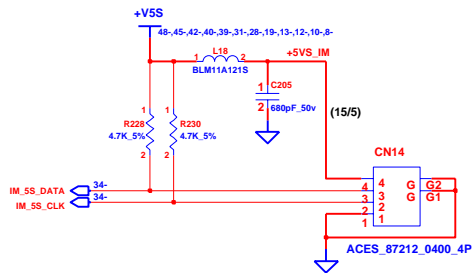 +V5S
48-,45-,42-,40-,39-,31-,28-,19-,13-,12-,10-,8-
L18
+5VS_IM
1 2
BLM11A121S
C205
1
2
680pF_50v
(15/5)
1 1
R228 R230
4.7K_5% 4.7K_5%
2 2
CN14
IM_5S_DATA 34-
IM_5S_CLK 34-
4 4 G G2
3 3 G G1
2 2
1 1
ACES_87212_0400_4P